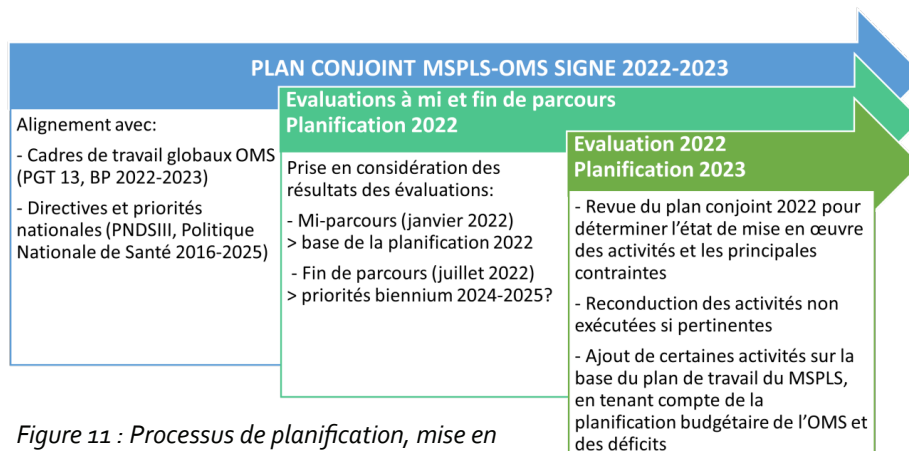 PLAN CONJOINT MSPLS-OMS SIGNE 2022-2023
Alignement avec:
- Cadres de travail globaux OMS
(PGT 13, BP 2022-2023)
- Directives et priorités
nationales (PNDSIII, Politique
Nationale de Santé 2016-2025)
Evaluations à mi et fin de parcours
Planification 2022
Prise en considération des
résultats des évaluations:
- Mi-parcours (janvier 2022)
> base de la planification 2022
- Fin de parcours (juillet 2022)
> priorités biennium 2024-2025?
Evaluation 2022
Planification 2023
- Revue du plan conjoint 2022 pour
déterminer l'état de mise en œuvre
des activités et les principales
contraintes
- Reconduction des activités non
exécutées si pertinentes
- Ajout de certaines activités sur la
base du plan de travail du MSPLS,
en tenant compte de la
planification budgétaire de l'OMS et
des déficits
Figure 11 : Processus de planification, mise en